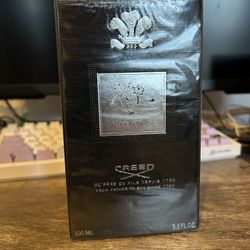 AVENTUS
CREED
DE PÈRE EN FILS DEPUIS 1760
FROM FATHER TO SON SINCE 1760
100 ML
3.3 FL.OZ.